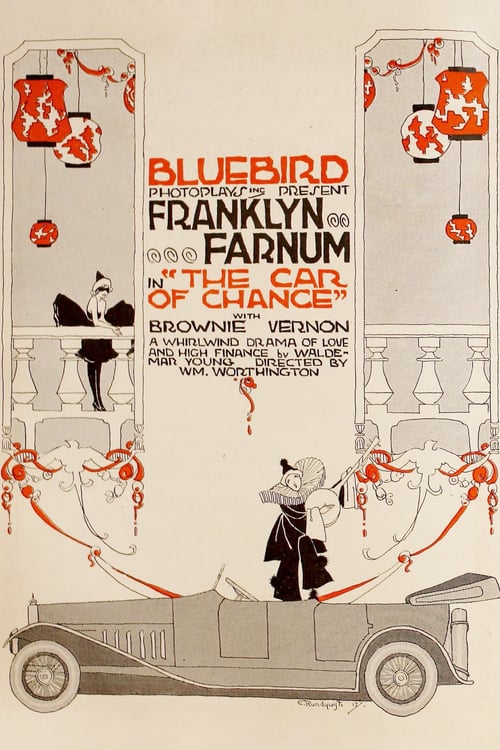 BLUEBIRD
PHOTOPLAYS INC PRESENT
FRANKLYN
FARNUM
IN "THE CAR
OF CHANCE"
WITH
BROWNIE VERNON
A WHIRLWIND DRAMA OF LOVE
AND HIGH FINANCE by WALDE-
MAR YOUNG DIRECTED BY
WM. WORTHINGTON